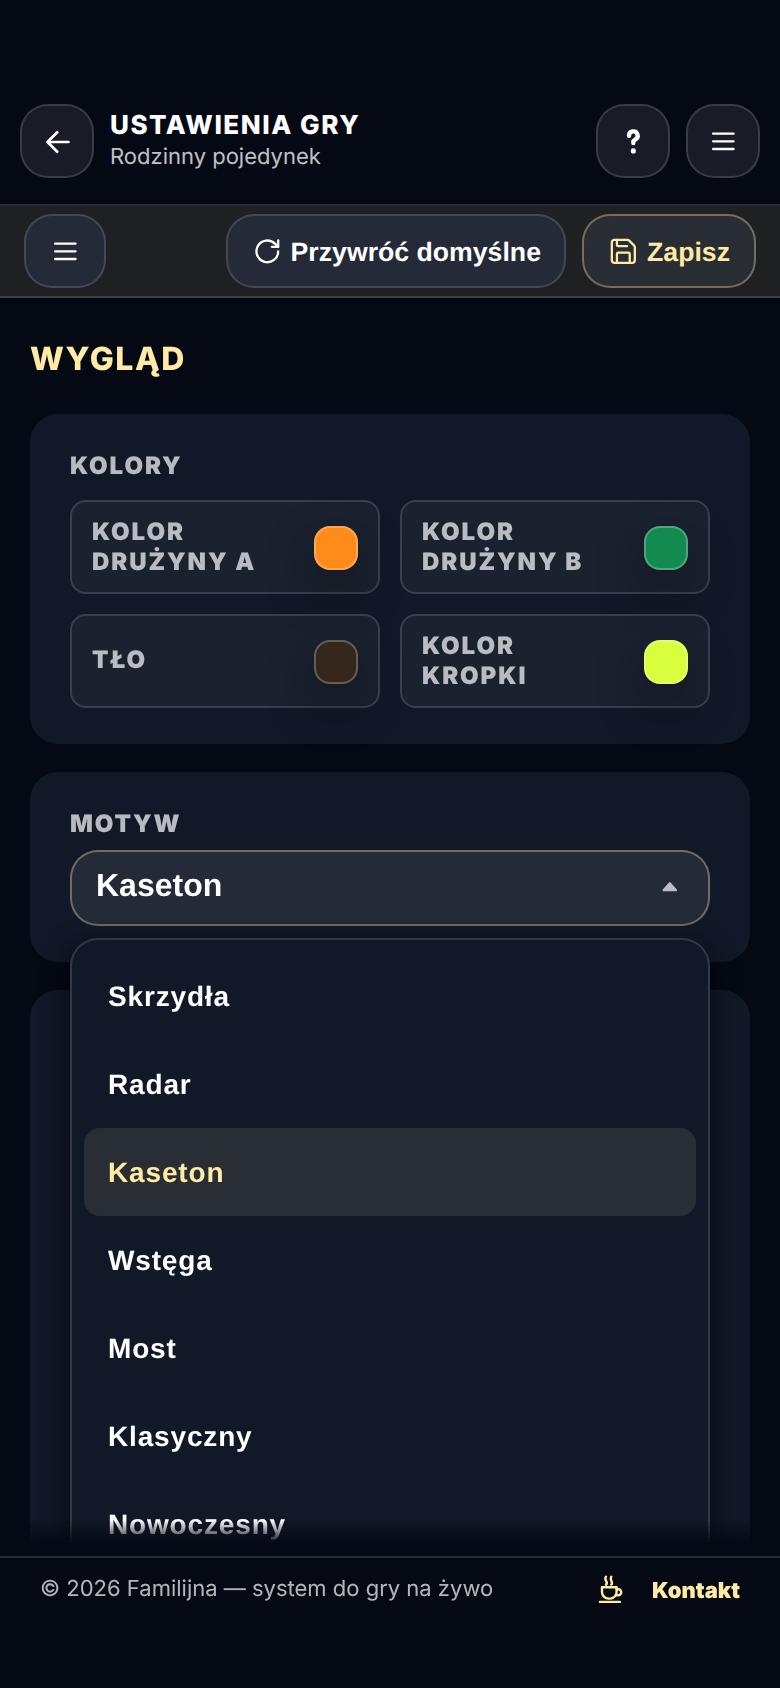 USTAWIENIA GRY
Rodzinny pojedynek
Przywróć domyślne
Zapisz
WYGLĄD
KOLORY
KOLOR
DRUŻYNY A
KOLOR
DRUŻYNY B
TŁO
KOLOR
KROPKI
MOTYW
Kaseton
Skrzydła
Radar
Kaseton
Wstęga
Most
Klasyczny
Nowoczesny
© 2026 Familijna — system do gry na żywo
Kontakt